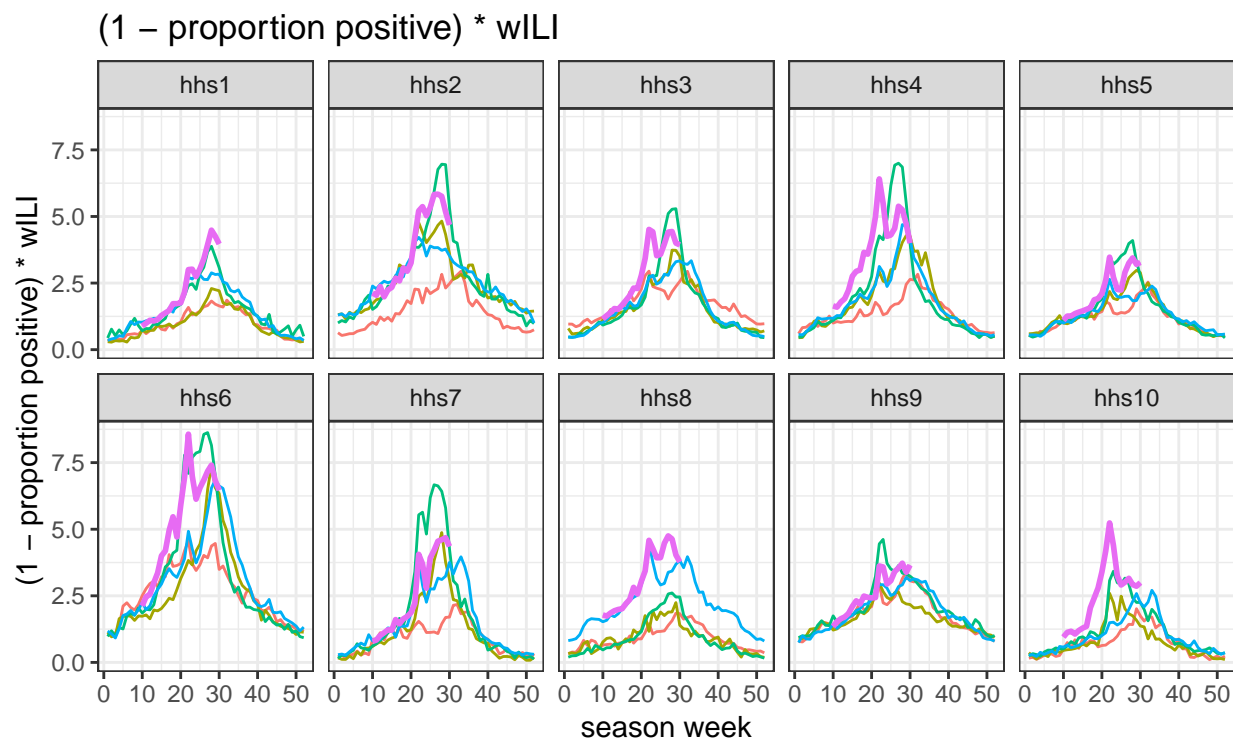 (1 − proportion positive) * wILI
hhs1 hhs2 hhs3 hhs4 hhs5
7.5
5.0
2.5
0.0
hhs6 hhs7 hhs8 hhs9 hhs10
7.5
5.0
2.5
0.0
0 10 20 30 40 50 0 10 20 30 40 50 0 10 20 30 40 50 0 10 20 30 40 50 0 10 20 30 40 50
season week
(1 − proportion positive) * wILI